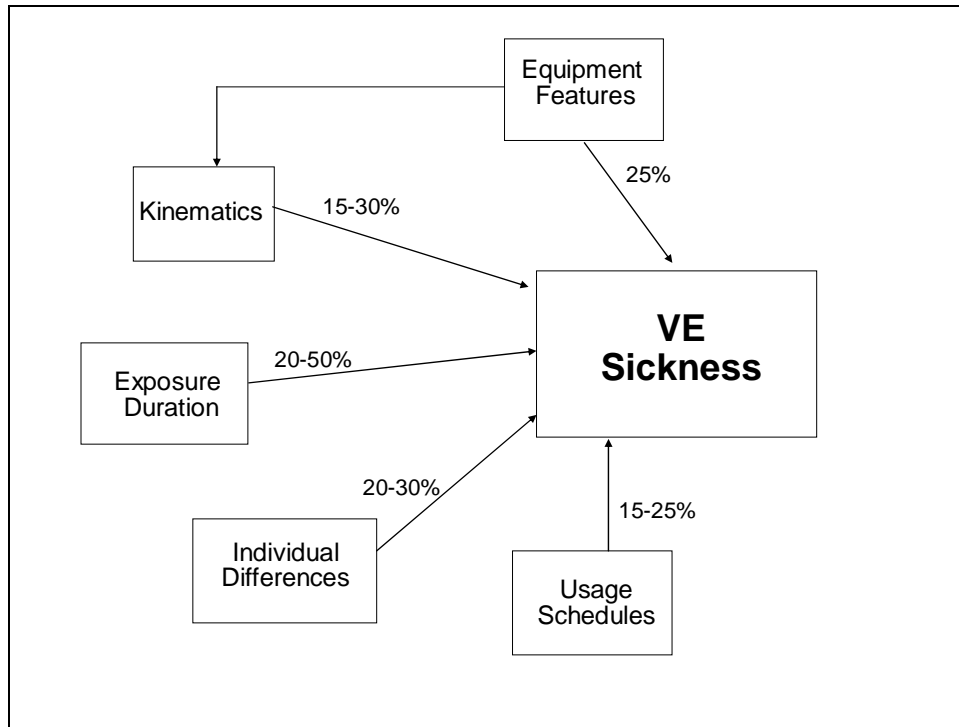 Equipment
Features
25%
Kinematics
15-30%
VE
Sickness
20-50%
Exposure
Duration
20-30%
15-25%
Individual
Differences
Usage
Schedules